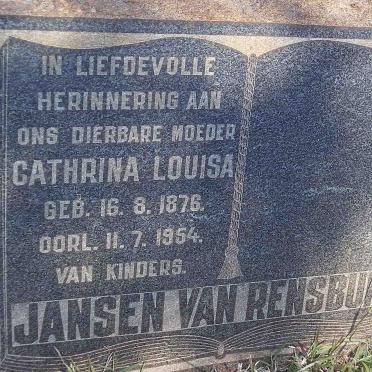 IN LIEFDEVOLLE
HERINNERING AAN
ONS DIERBARE MOEDER
CATHRINA LOUISA
GEB. 16. 8. 1876.
OORL. 11. 7. 1954.
VAN KINDERS.
JANSEN VAN RENSBU